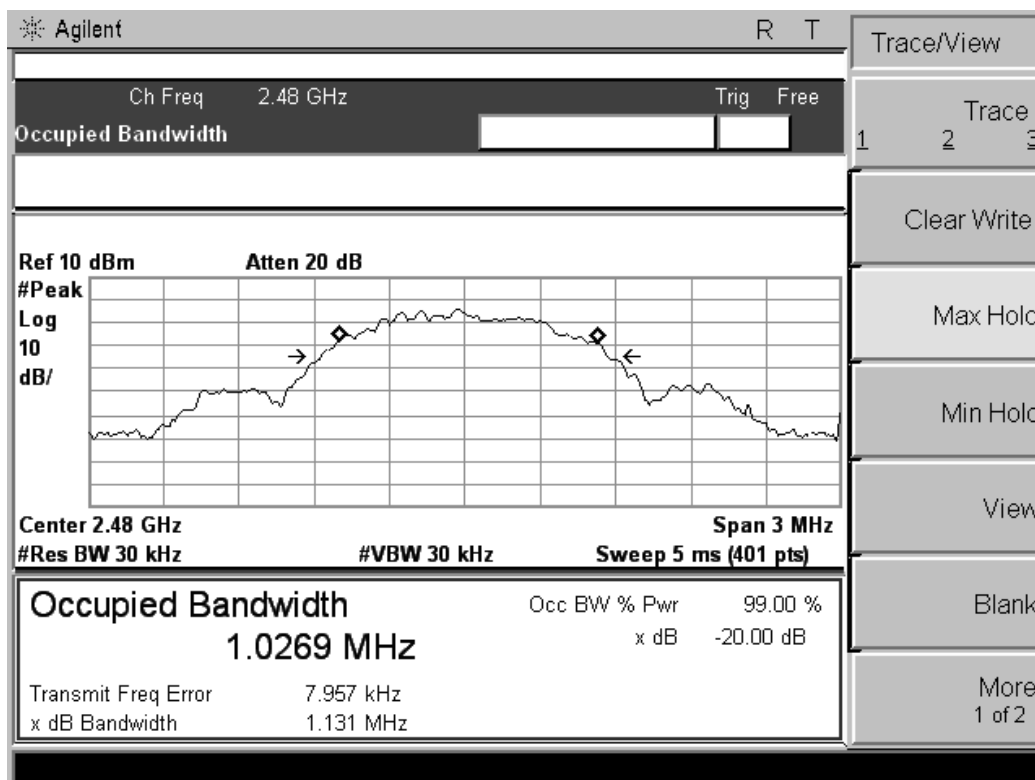 Agilent R T
Trace/View
Ch Freq 2.48 GHz Trig Free
Occupied Bandwidth
Trace
1 2 3
Clear Write
Max Hold
Min Hold
View
Blank
More
1 of 2
Ref 10 dBm Atten 20 dB
#Peak
Log
10
dB/
Center 2.48 GHz Span 3 MHz
#Res BW 30 kHz #VBW 30 kHz Sweep 5 ms (401 pts)
Occupied Bandwidth
1.0269 MHz
Occ BW % Pwr 99.00 %
x dB -20.00 dB
Transmit Freq Error 7.957 kHz
x dB Bandwidth 1.131 MHz